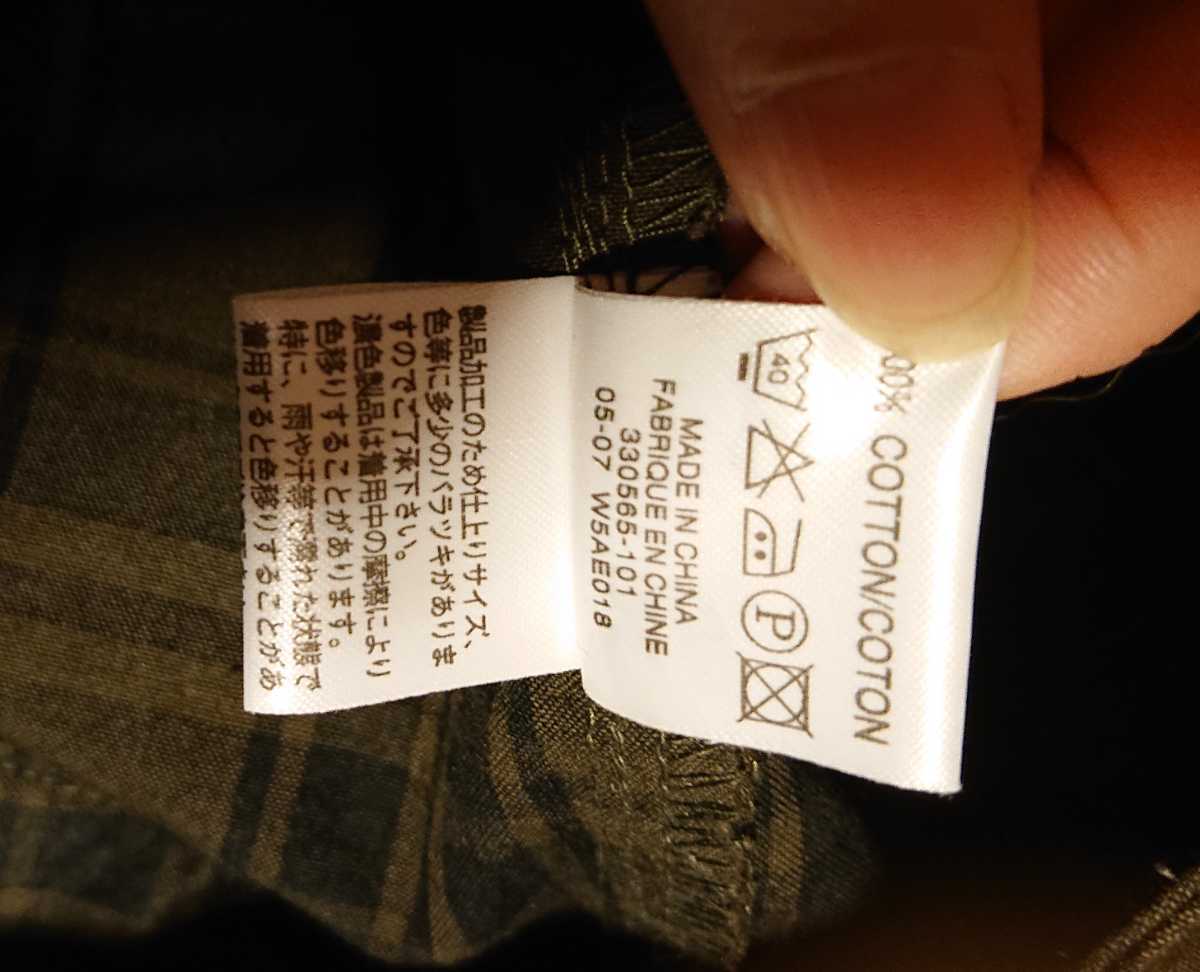 00% COTTON/COTON
40
P
MADE IN CHINA
FABRIQUE EN CHINE
330565-101
05-07 W5AE018
製品加工のため仕上りサイズ、
色等に多少のバラツキがありま
すのでご了承下さい。
濃色製品は着用中の摩擦により
色移りすることがあります。
特に、雨や汗等で濡れた状態で
着用すると色移りすることがあ